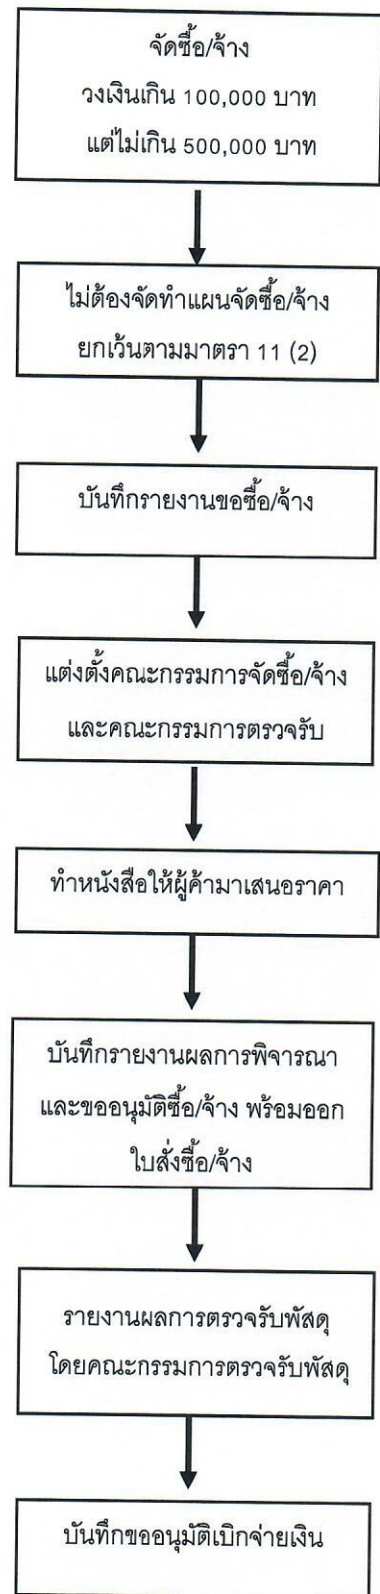 จัดซื้อ/จ้าง
วงเงินเกิน 100,000 บาท
แต่ไม่เกิน 500,000 บาท
ไม่ต้องจัดทำแผนจัดซื้อ/จ้าง
ยกเว้นตามมาตรา 11 (2)
บันทึกรายงานขอซื้อ/จ้าง
แต่งตั้งคณะกรรมการจัดซื้อ/จ้าง
และคณะกรรมการตรวจรับ
ทำหนังสือให้ผู้ค้ามาเสนอราคา
บันทึกรายงานผลการพิจารณา
และขออนุมัติซื้อ/จ้าง พร้อมออก
ใบสั่งซื้อ/จ้าง
รายงานผลการตรวจรับพัสดุ
โดยคณะกรรมการตรวจรับพัสดุ
บันทึกขออนุมัติเบิกจ่ายเงิน